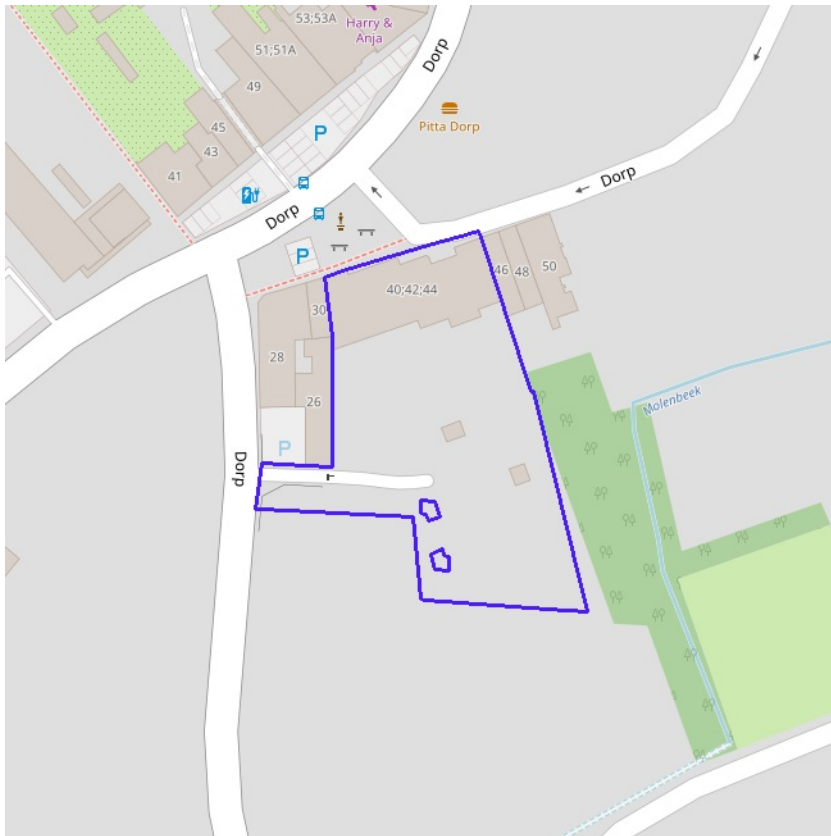 53;53A
Harry &
Anja
51;51A
Dorp
49
P
Pitta Dorp
45
43
41
Dorp
Dorp
P
46
48
50
40;42;44
30
28
26
Molenbeek
P
Dorp